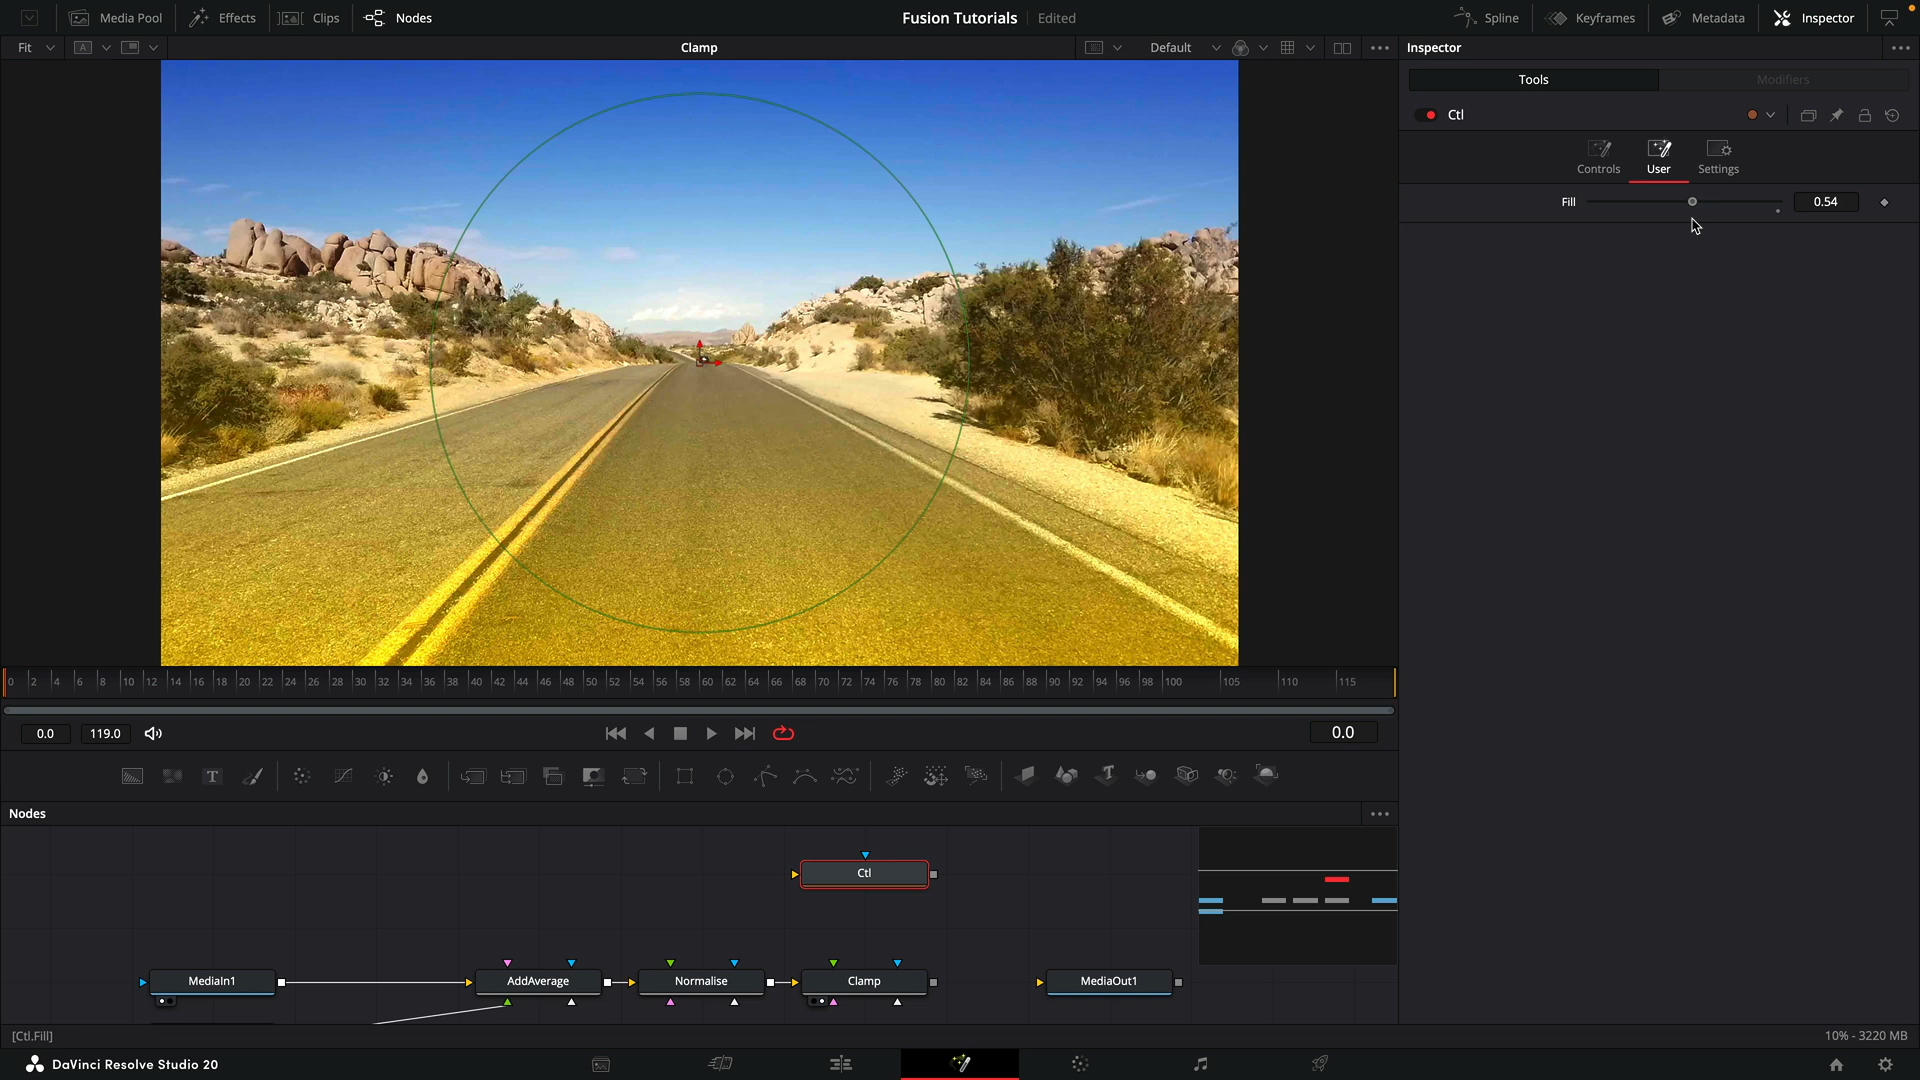 Media Pool
Effects
Clips
Nodes
Fusion Tutorials
Edited
Spline
Keyframes
Metadata
Inspector
Fit
A
Clamp
Default
Inspector
Tools
Modifiers
Ctl
Controls
User
Settings
Fill
0.54
0 2 4 6 8 10 12 14 16 18 20 22 24 26 28 30 32 34 36 38 40 42 44 46 48 50 52 54 56 58 60 62 64 66 68 70 72 74 76 78 80 82 84 86 88 90 92 94 96 98 100 105 110 115
0.0
119.0
0.0
T
Nodes
Ctl
MediaIn1
AddAverage
Normalise
Clamp
MediaOut1
[Ctl.Fill]
10% - 3220 MB
DaVinci Resolve Studio 20